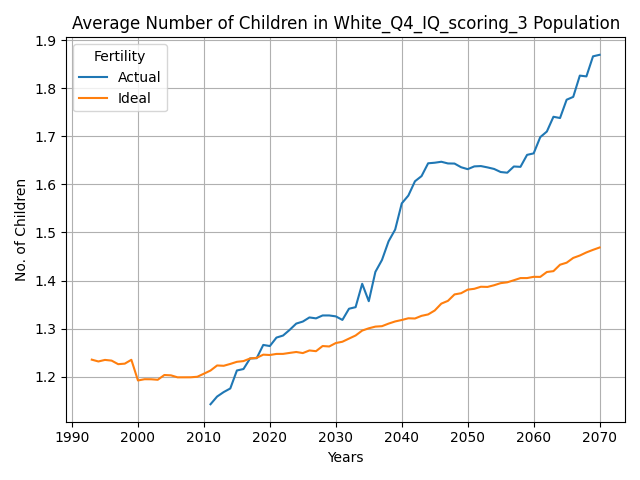 Average Number of Children in White_Q4_IQ_scoring_3 Population
Fertility
Actual
Ideal
No. of Children
1.9
1.8
1.7
1.6
1.5
1.4
1.3
1.2
1990 2000 2010 2020 2030 2040 2050 2060 2070
Years